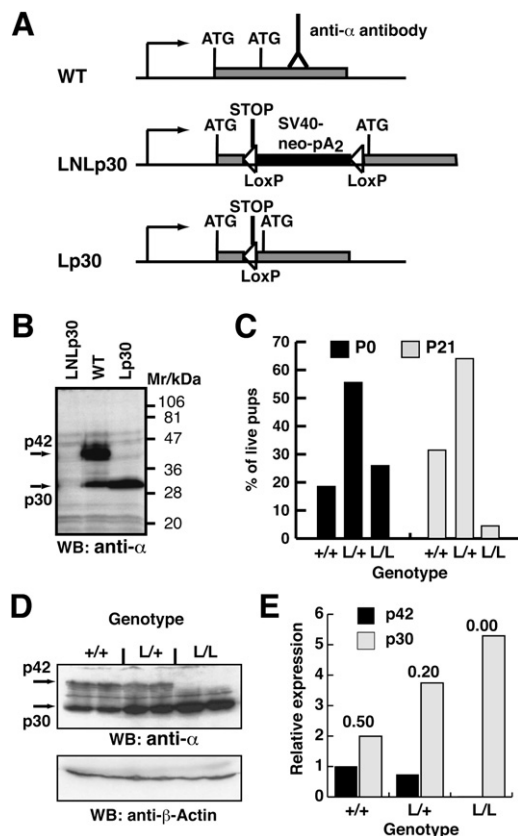 A
ATG ATG anti-α antibody
WT
STOP SV40-
ATG neo-pA2 ATG
LNLp30
LoxP LoxP
STOP
ATG ATG
Lp30
LoxP
B
LNLp30 WT Lp30
Mr/kDa
106
81
47
36
28
20
p42
p30
WB: anti-α
C
P0 P21
% of live pups
70
60
50
40
30
20
10
0
+/+ L/+ L/L +/+ L/+ L/L
Genotype
D
Genotype
+/+ L/+ L/L
p42
p30
WB: anti-α
WB: anti-β-Actin
E
p42
p30
Relative expression
6
5
4
3
2
1
0
0.50 0.20 0.00
+/+ L/+ L/L
Genotype